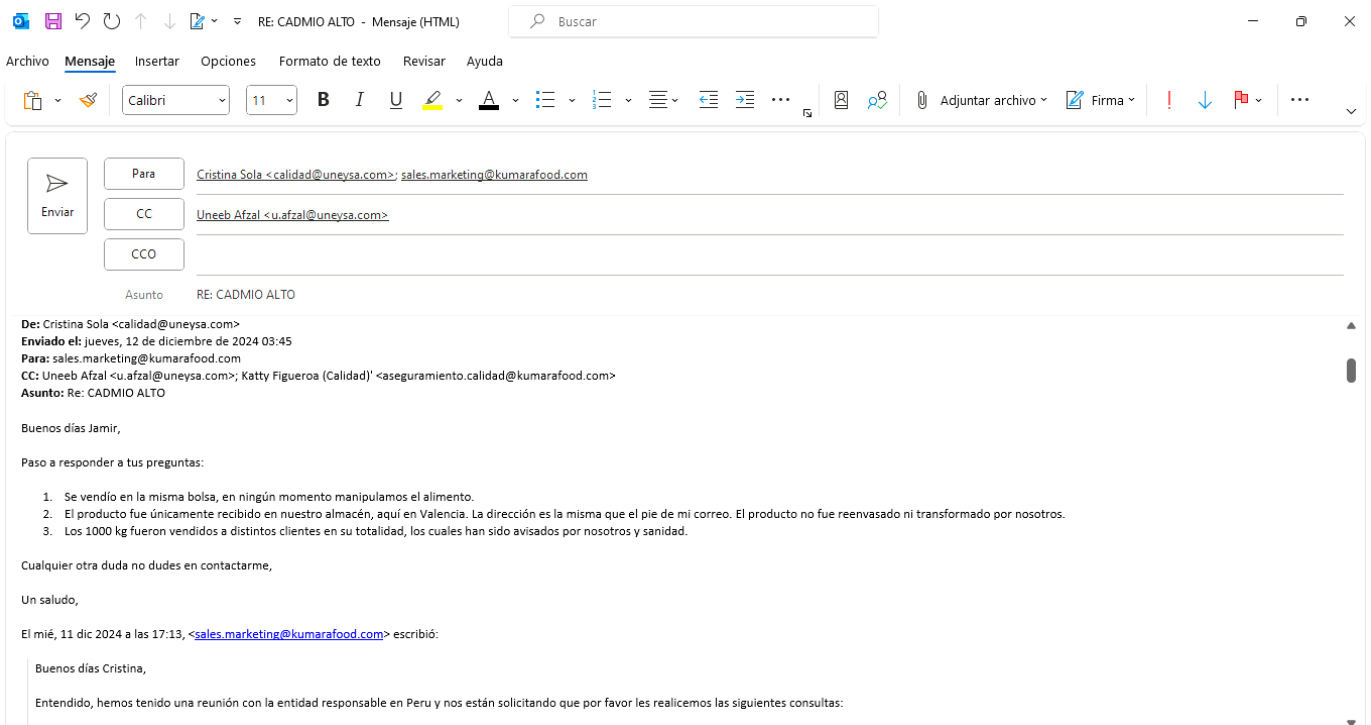 RE: CADMIO ALTO - Mensaje (HTML)
Buscar
Archivo Mensaje Insertar Opciones Formato de texto Revisar Ayuda
Calibri 11 N K S A Adjuntar archivo Firma
Enviar
Para Cristina Sola <calidad@uneysa.com>; sales.marketing@kumarafood.com
CC Uneeb Afzal <u.afzal@uneysa.com>
CCO
Asunto RE: CADMIO ALTO
De: Cristina Sola <calidad@uneysa.com>
Enviado el: jueves, 12 de diciembre de 2024 03:45
Para: sales.marketing@kumarafood.com
CC: Uneeb Afzal <u.afzal@uneysa.com>; Katty Figueroa (Calidad)' <aseguramiento.calidad@kumarafood.com>
Asunto: Re: CADMIO ALTO
Buenos días Jamir,
Paso a responder a tus preguntas:
1. Se vendío en la misma bolsa, en ningún momento manipulamos el alimento.
2. El producto fue únicamente recibido en nuestro almacén, aquí en Valencia. La dirección es la misma que el pie de mi correo. El producto no fue reenvasado ni transformado por nosotros.
3. Los 1000 kg fueron vendidos a distintos clientes en su totalidad, los cuales han sido avisados por nosotros y sanidad.
Cualquier otra duda no dudes en contactarme,
Un saludo,
El mié, 11 dic 2024 a las 17:13, <sales.marketing@kumarafood.com> escribió:
Buenos días Cristina,
Entendido, hemos tenido una reunión con la entidad responsable en Peru y nos están solicitando que por favor les realicemos las siguientes consultas: